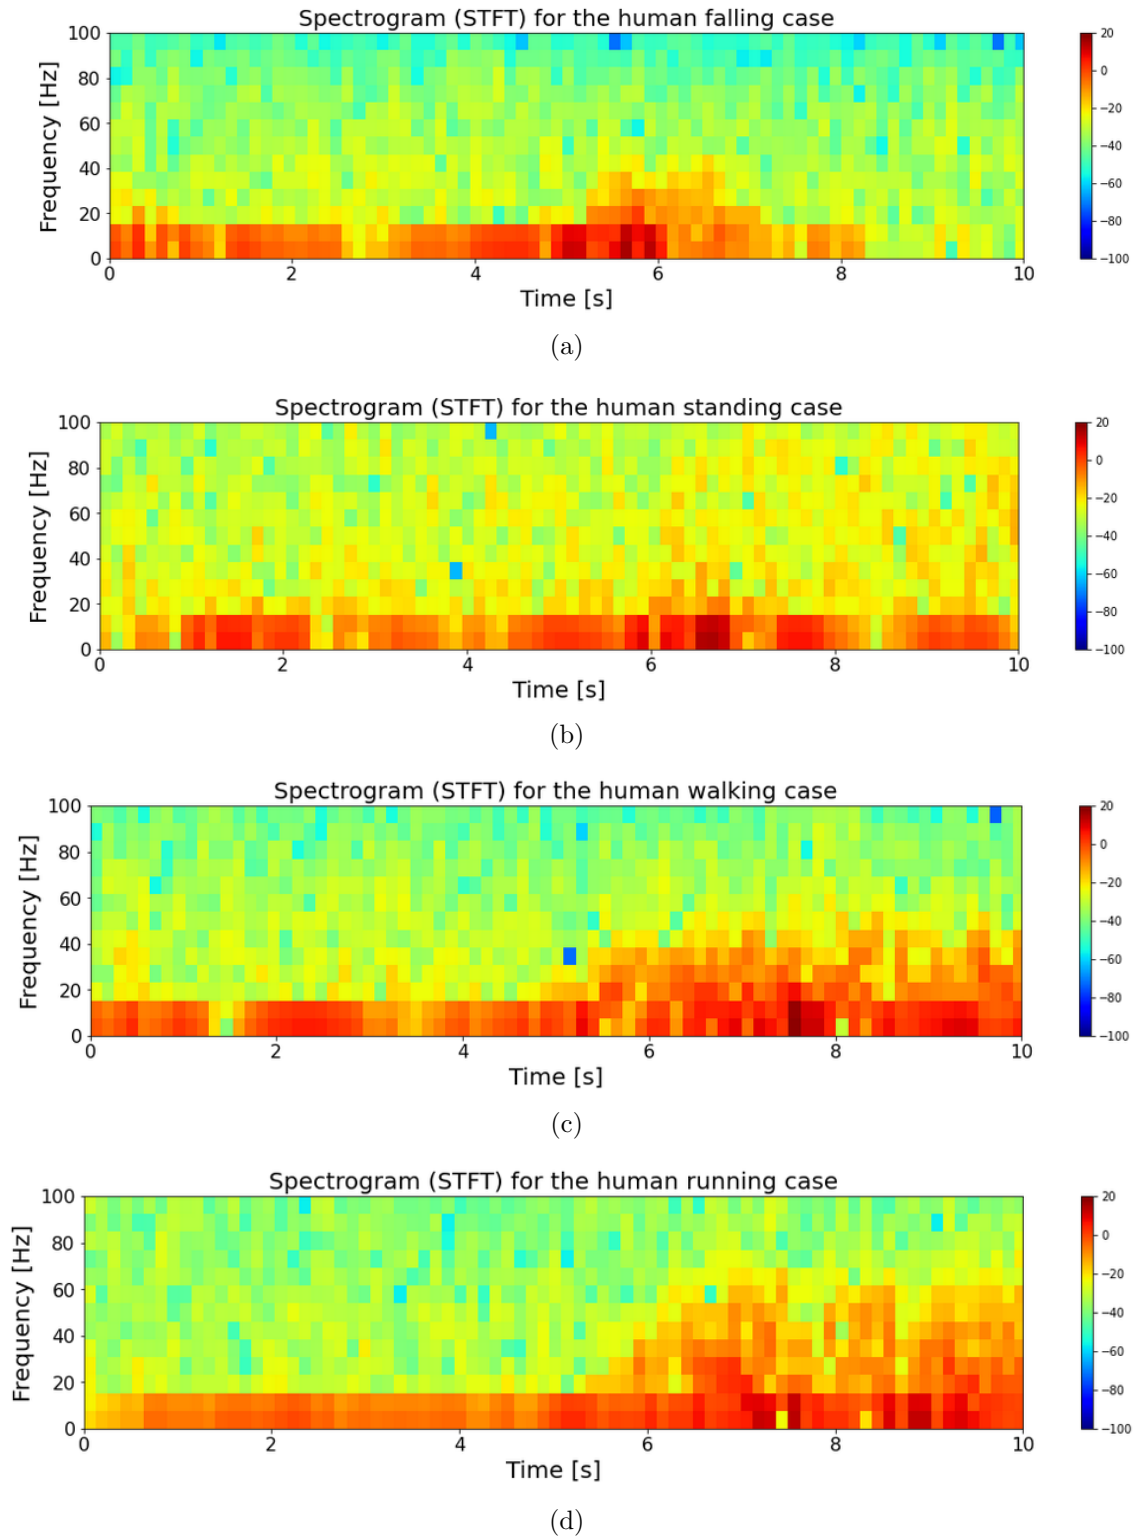 Spectrogram (STFT) for the human falling case
Frequency [Hz]
100
80
60
40
20
0
0 2 4 6 8 10
Time [s]
20
0
−20
−40
−60
−80
−100
(a)
Spectrogram (STFT) for the human standing case
Frequency [Hz]
100
80
60
40
20
0
0 2 4 6 8 10
Time [s]
20
0
−20
−40
−60
−80
−100
(b)
Spectrogram (STFT) for the human walking case
Frequency [Hz]
100
80
60
40
20
0
0 2 4 6 8 10
Time [s]
20
0
−20
−40
−60
−80
−100
(c)
Spectrogram (STFT) for the human running case
Frequency [Hz]
100
80
60
40
20
0
0 2 4 6 8 10
Time [s]
20
0
−20
−40
−60
−80
−100
(d)